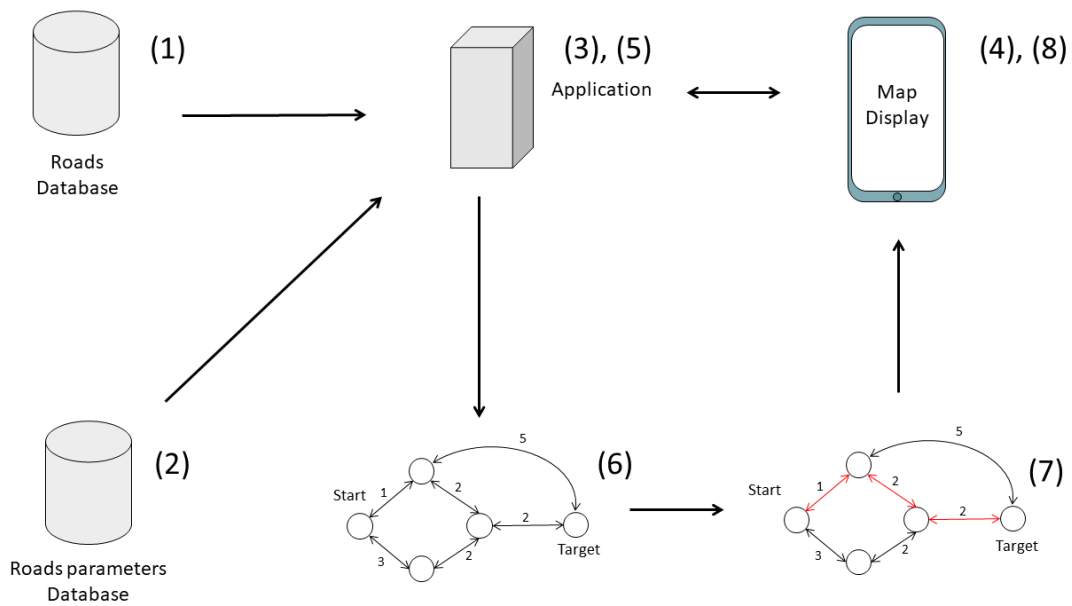 (1)
Roads
Database
(3), (5)
Application
(4), (8)
Map
Display
(2)
Roads parameters
Database
(6)
5
Start
1
2
2
3
2
Target
(7)
5
Start
1
2
2
3
2
Target